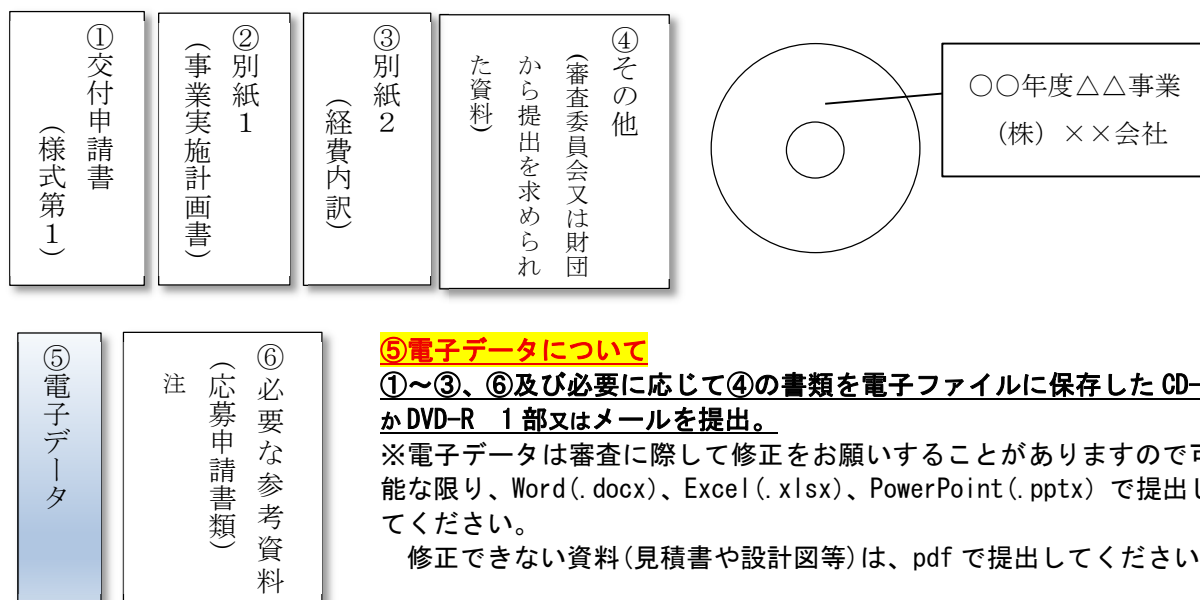 ①交付申請書
(様式第1)
②別紙1
(事業実施計画書)
③別紙2
(経費内訳)
④その他
(審査委員会又は財団
から提出を求められ
た資料)
〇〇年度△△事業
(株)××会社
⑤電子データ
⑥必要な参考資料
(応募申請書類)
注
⑤電子データについて
①～③、⑥及び必要に応じて④の書類を電子ファイルに保存した CD-
か DVD-R 1部又はメールを提出。
※電子データは審査に際して修正をお願いすることがありますので可
能な限り、Word(.docx)、Excel(.xlsx)、PowerPoint(.pptx) で提出し
てください。
修正できない資料(見積書や設計図等)は、pdf で提出してください